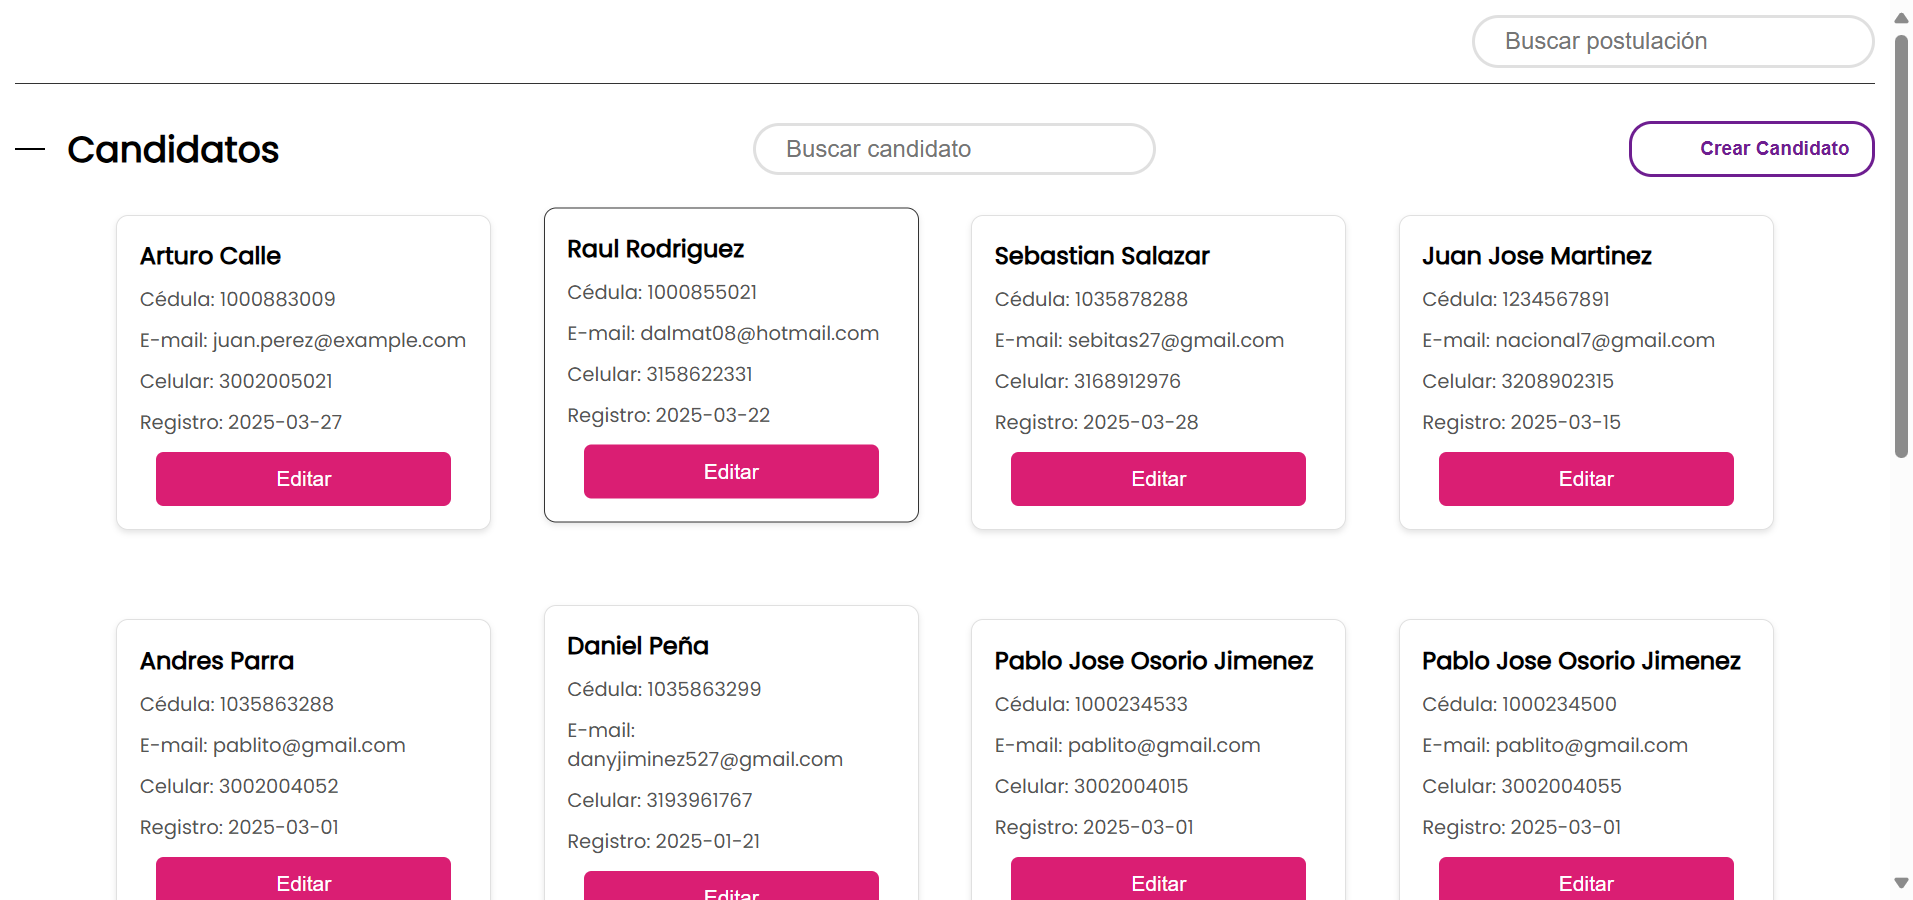 Buscar postulación
Candidatos
Buscar candidato
Crear Candidato
Arturo Calle
Cédula: 1000883009
E-mail: juan.perez@example.com
Celular: 3002005021
Registro: 2025-03-27
Editar
Raul Rodriguez
Cédula: 1000855021
E-mail: dalmat08@hotmail.com
Celular: 3158622331
Registro: 2025-03-22
Editar
Sebastian Salazar
Cédula: 1035878288
E-mail: sebitas27@gmail.com
Celular: 3168912976
Registro: 2025-03-28
Editar
Juan Jose Martinez
Cédula: 1234567891
E-mail: nacional7@gmail.com
Celular: 3208902315
Registro: 2025-03-15
Editar
Andres Parra
Cédula: 1035863288
E-mail: pablito@gmail.com
Celular: 3002004052
Registro: 2025-03-01
Editar
Daniel Peña
Cédula: 1035863299
E-mail:
danyjiminez527@gmail.com
Celular: 3193961767
Registro: 2025-01-21
Editar
Pablo Jose Osorio Jimenez
Cédula: 1000234533
E-mail: pablito@gmail.com
Celular: 3002004015
Registro: 2025-03-01
Editar
Pablo Jose Osorio Jimenez
Cédula: 1000234500
E-mail: pablito@gmail.com
Celular: 3002004055
Registro: 2025-03-01
Editar